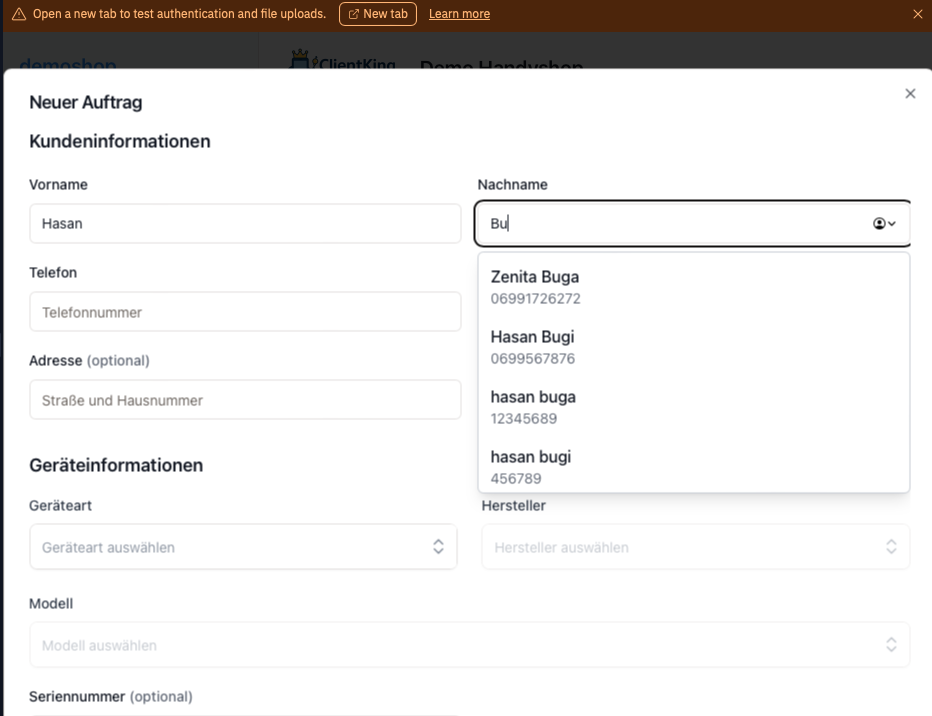 Open a new tab to test authentication and file uploads. New tab Learn more
demoshop ClientKing Demo Handyshop
Neuer Auftrag
Kundeninformationen
Vorname Nachname
Hasan Bu
Telefon
Telefonnummer
Adresse (optional)
Straße und Hausnummer
Zenita Buga
06991726272
Hasan Bugi
0699567876
hasan buga
12345689
hasan bugi
456789
Geräteinformationen
Geräteart Hersteller
Geräteart auswählen Hersteller auswählen
Modell
Modell auswählen
Seriennummer (optional)